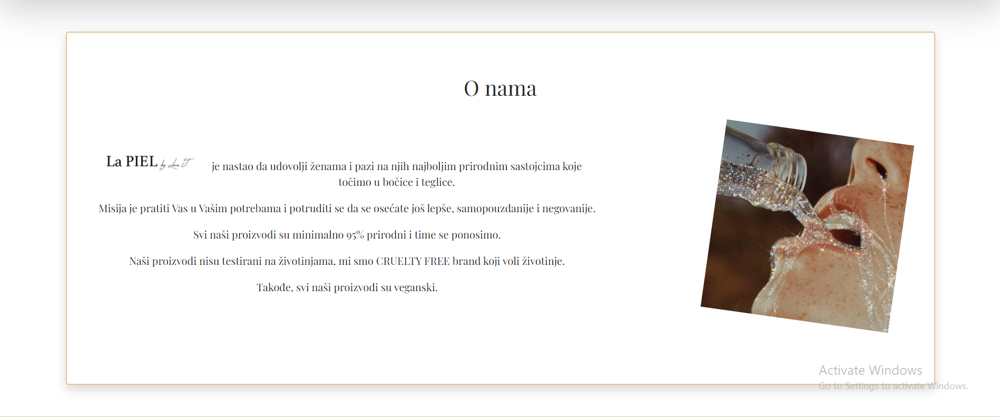 O nama
La PIEL by Lana J. je nastao da udovolji ženama i pazi na njih najboljim prirodnim sastojcima koje
točimo u bočice i teglice.
Misija je pratiti Vas u Vašim potrebama i potruditi se da se osećate još lepše, samopouzdanije i negovanije.
Svi naši proizvodi su minimalno 95% prirodni i time se ponosimo.
Naši proizvodi nisu testirani na životinjama, mi smo CRUELTY FREE brand koji voli životinje.
Takođe, svi naši proizvodi su veganski.
Activate Windows
Go to Settings to activate Windows.